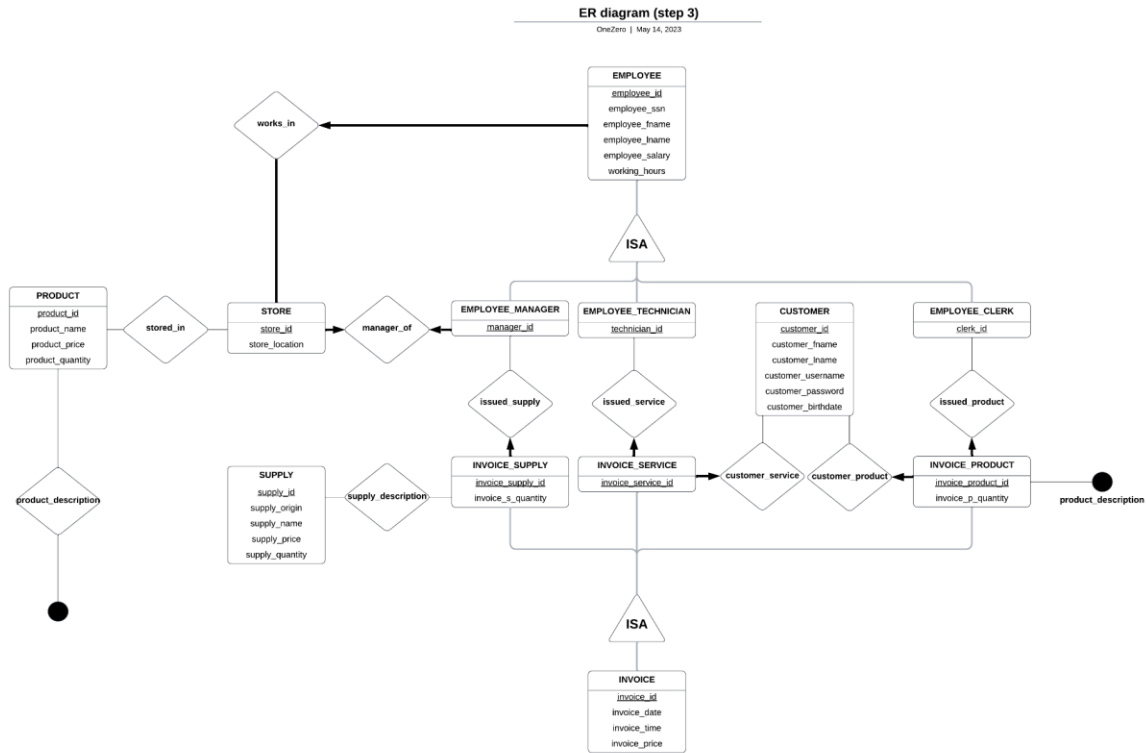 ER diagram (step 3)
OneZero | May 14, 2023
EMPLOYEE
employee_id
employee_ssn
employee_fname
employee_lname
employee_salary
working_hours
works_in
ISA
PRODUCT
product_id
product_name
product_price
product_quantity
stored_in
STORE
store_id
store_location
manager_of
EMPLOYEE_MANAGER
manager_id
EMPLOYEE_TECHNICIAN
technician_id
CUSTOMER
customer_id
customer_fname
customer_lname
customer_username
customer_password
customer_birthdate
EMPLOYEE_CLERK
clerk_id
issued_supply
issued_service
issued_product
product_description
SUPPLY
supply_id
supply_origin
supply_name
supply_price
supply_quantity
supply_description
INVOICE_SUPPLY
invoice_supply_id
invoice_s_quantity
INVOICE_SERVICE
invoice_service_id
customer_service
customer_product
INVOICE_PRODUCT
invoice_product_id
invoice_p_quantity
product_description
ISA
INVOICE
invoice_id
invoice_date
invoice_time
invoice_price